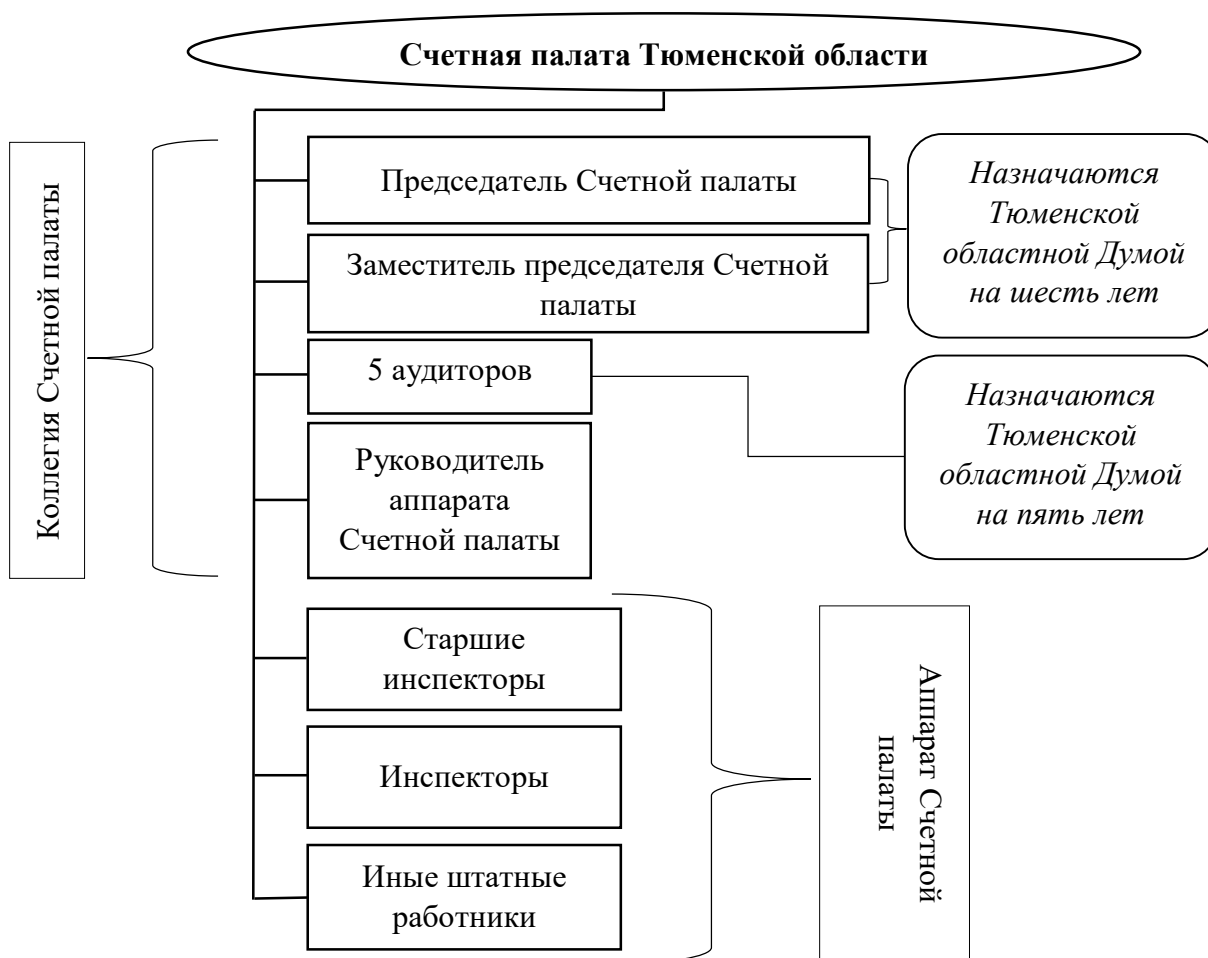 Счетная палата Тюменской области
Коллегия Счетной палаты
Председатель Счетной палаты
Назначаются
Тюменской
областной Думой
на шесть лет
Заместитель председателя Счетной
палаты
5 аудиторов
Назначаются
Тюменской
областной Думой
на пять лет
Руководитель
аппарата
Счетной палаты
Старшие
инспекторы
Инспекторы
Иные штатные
работники
Аппарат Счетной
палаты